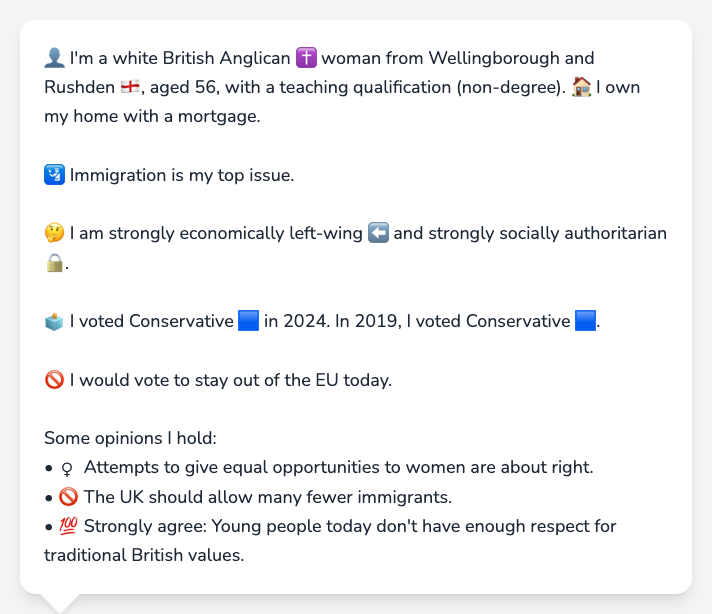 👤 I'm a white British Anglican ✝️ woman from Wellingborough and
Rushden 🏴󠁧󠁢󠁥󠁮󠁧󠁿, aged 56, with a teaching qualification (non-degree). 🏠 I own
my home with a mortgage.
🛂 Immigration is my top issue.
🤔 I am strongly economically left-wing ⬅️ and strongly socially authoritarian
🔒.
🗳️ I voted Conservative 🟦 in 2024. In 2019, I voted Conservative 🟦.
🚫 I would vote to stay out of the EU today.
Some opinions I hold:
• ♀ Attempts to give equal opportunities to women are about right.
• 🚫 The UK should allow many fewer immigrants.
• 💯 Strongly agree: Young people today don't have enough respect for
traditional British values.